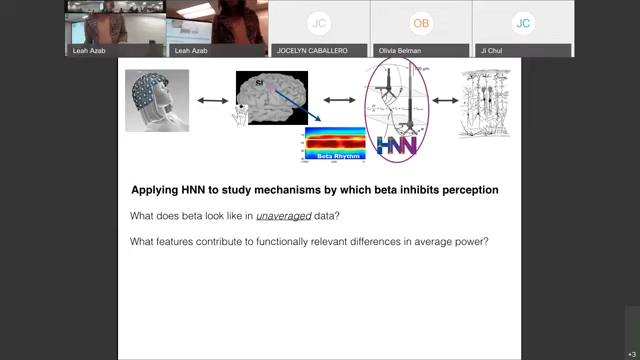 JC
OB
JC
Leah Azab
Leah Azab
JOCELYN CABALLERO
Olivia Belman
Ji Chul
SI
Beta Rhythm
HNN
Applying HNN to study mechanisms by which beta inhibits perception
What does beta look like in unaveraged data?
What features contribute to functionally relevant differences in average power?
+3